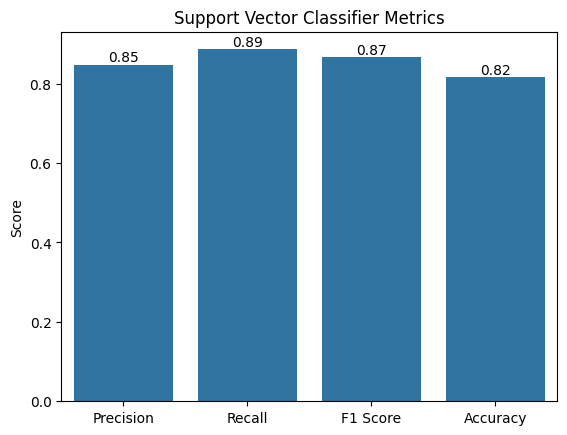 Support Vector Classifier Metrics
0.85
0.89
0.87
0.82
Score
0.8
0.6
0.4
0.2
0.0
Precision
Recall
F1 Score
Accuracy